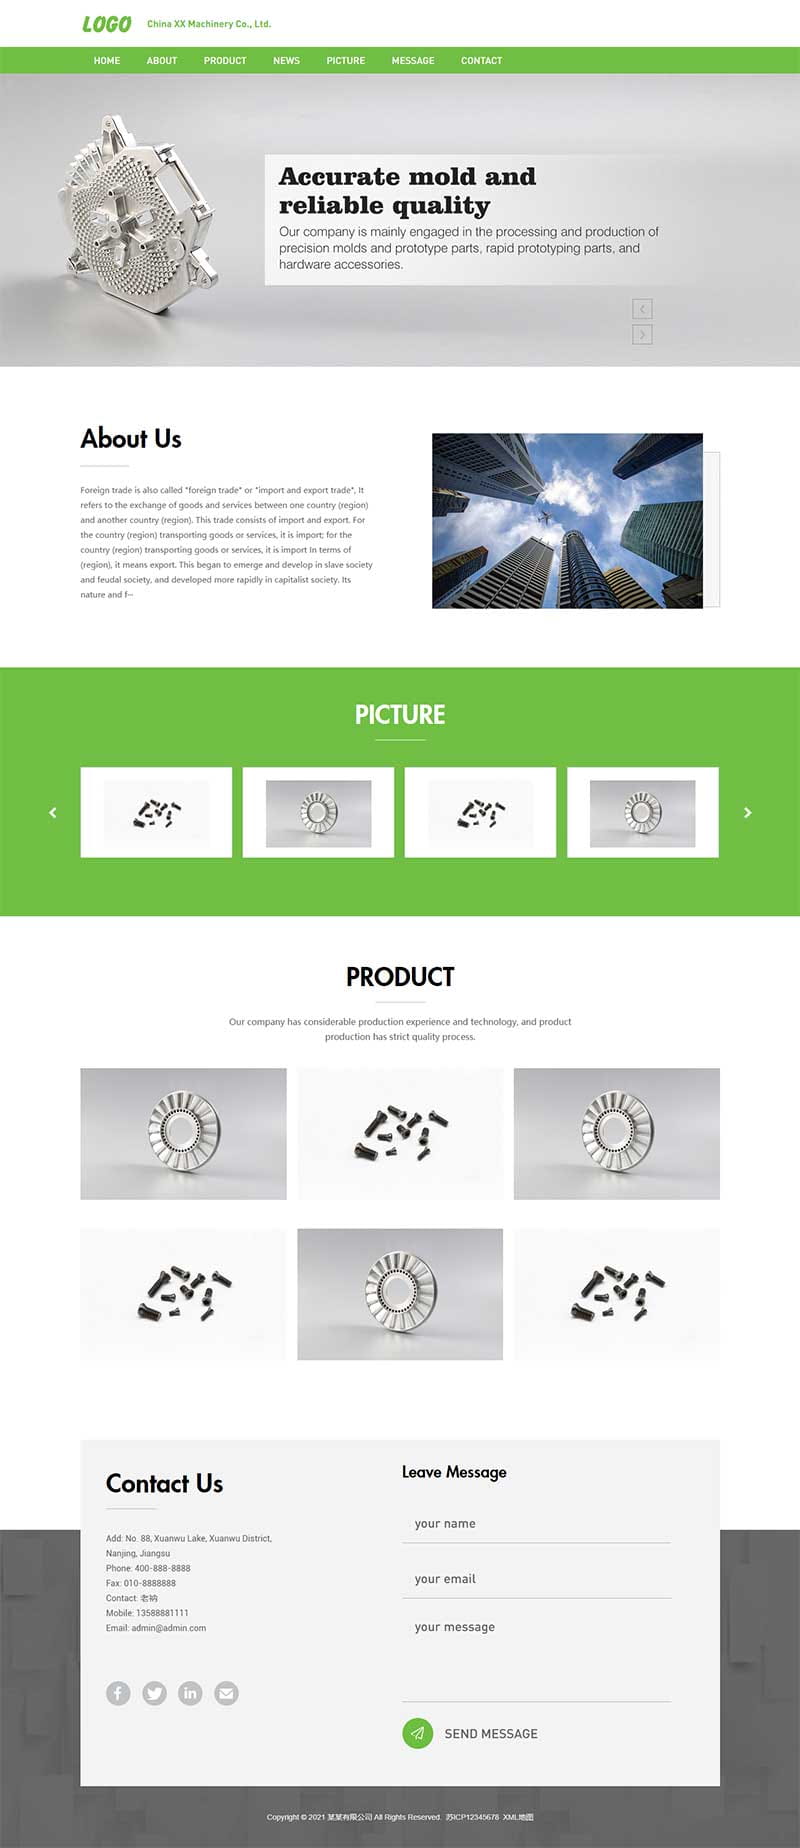 LOGO
China XX Machinery Co., Ltd.
HOME ABOUT PRODUCT NEWS PICTURE MESSAGE CONTACT
Accurate mold and
reliable quality
Our company is mainly engaged in the processing and production of
precision molds and prototype parts, rapid prototyping parts, and
hardware accessories.
About Us
Foreign trade is also called "foreign trade" or "import and export trade", It
refers to the exchange of goods and services between one country (region)
and another country (region). This trade consists of import and export. For
the country (region) transporting goods or services, it is import; for the
country (region) transporting goods or services, it is import In terms of
(region), it means export. This began to emerge and develop in slave society
and feudal society, and developed more rapidly in capitalist society. Its
nature and f···
PICTURE
PRODUCT
Our company has considerable production experience and technology, and product
production has strict quality process.
Contact Us
Add: No. 88, Xuanwu Lake, Xuanwu District,
Nanjing, Jiangsu
Phone: 400-888-8888
Fax: 010-8888888
Contact: 老衲
Mobile: 13588881111
Email: admin@admin.com
Leave Message
your name
your email
your message
SEND MESSAGE
Copyright © 2021 某某有限公司 All Rights Reserved. 苏ICP12345678 XML地图